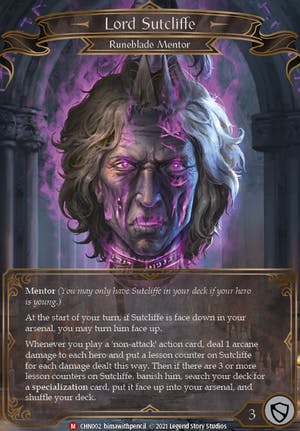 Lord Sutcliffe
Runeblade Mentor
Mentor (You may only have Sutcliffe in your deck if your hero
is young.)
At the start of your turn, if Sutcliffe is face down in your
arsenal, you may turn him face up.
Whenever you play a 'non-attack' action card, deal 1 arcane
damage to each hero and put a lesson counter on Sutcliffe
for each damage dealt this way. Then if there are 3 or more
lesson counters on Sutcliffe, banish him, search your deck for
a specialization card, put it face up into your arsenal, and
shuffle your deck.
3
M CHN002 bimawithpencil © 2021 Legend Story Studios